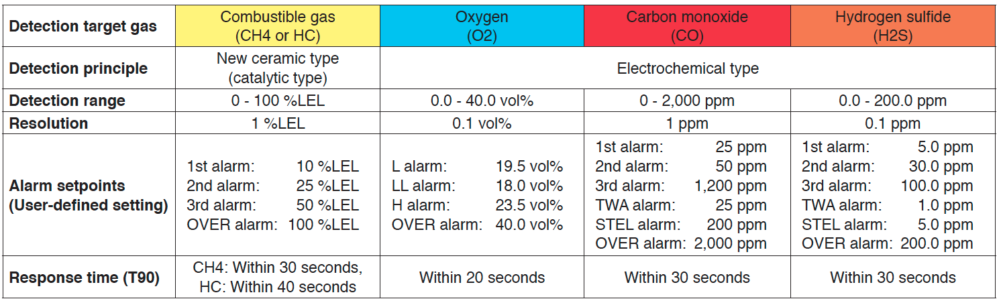 Detection target gas
Combustible gas
(CH4 or HC)
Oxygen
(O2)
Carbon monoxide
(CO)
Hydrogen sulfide
(H2S)
Detection principle
New ceramic type
(catalytic type)
Electrochemical type
Detection range
0 - 100 %LEL
0.0 - 40.0 vol%
0 - 2,000 ppm
0.0 - 200.0 ppm
Resolution
1 %LEL
0.1 vol%
1 ppm
0.1 ppm
Alarm setpoints
(User-defined setting)
1st alarm: 10 %LEL
2nd alarm: 25 %LEL
3rd alarm: 50 %LEL
OVER alarm: 100 %LEL
L alarm: 19.5 vol%
LL alarm: 18.0 vol%
H alarm: 23.5 vol%
OVER alarm: 40.0 vol%
1st alarm: 25 ppm
2nd alarm: 50 ppm
3rd alarm: 1,200 ppm
TWA alarm: 25 ppm
STEL alarm: 200 ppm
OVER alarm: 2,000 ppm
1st alarm: 5.0 ppm
2nd alarm: 30.0 ppm
3rd alarm: 100.0 ppm
TWA alarm: 1.0 ppm
STEL alarm: 5.0 ppm
OVER alarm: 200.0 ppm
Response time (T90)
CH4: Within 30 seconds,
HC: Within 40 seconds
Within 20 seconds
Within 30 seconds
Within 30 seconds